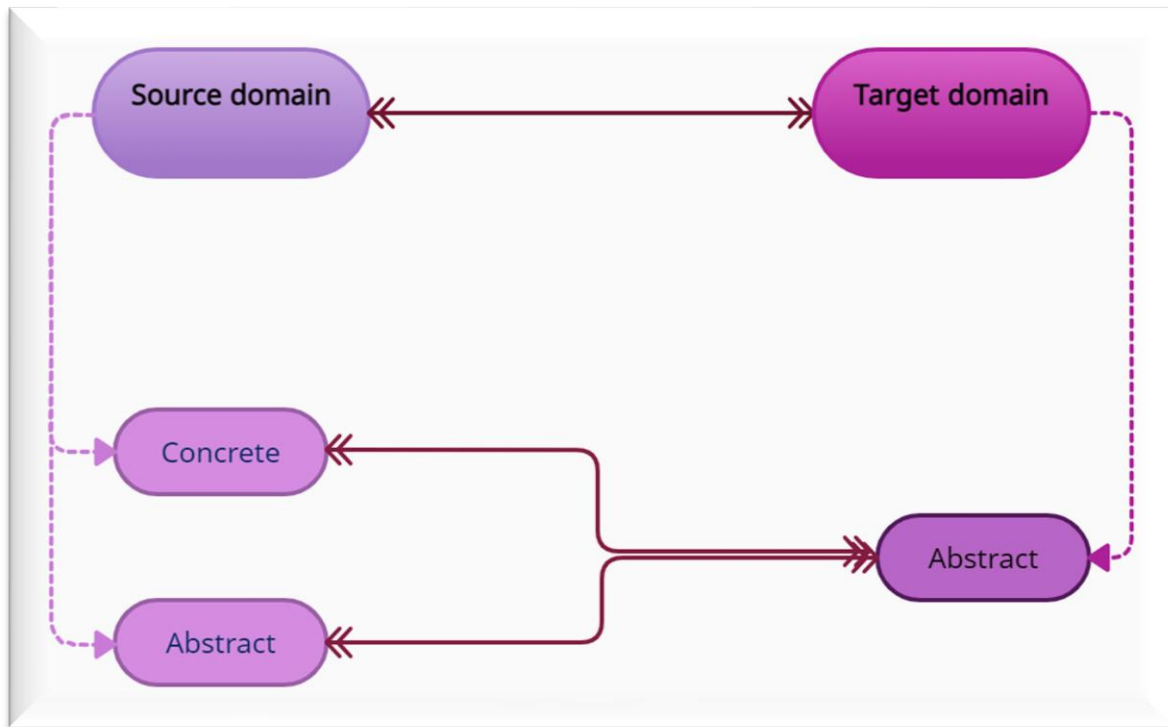 Source domain
Target domain
Concrete
Abstract
Abstract